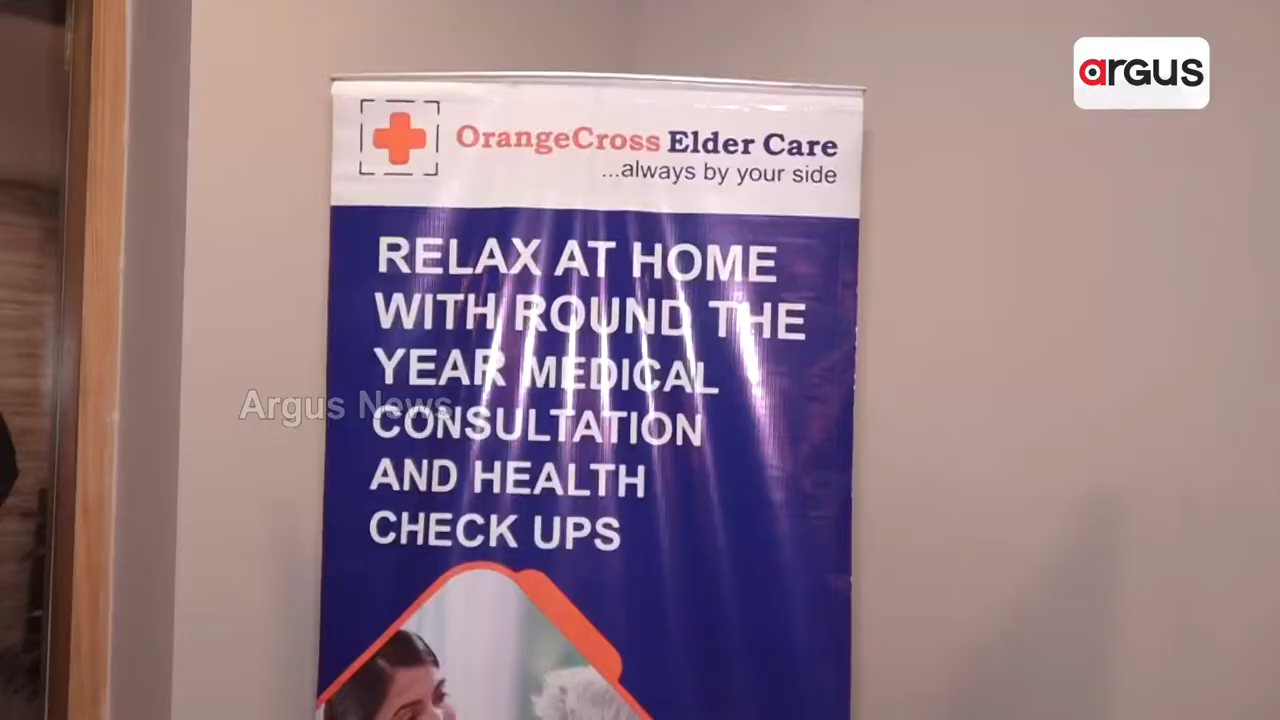 argus
OrangeCross Elder Care
...always by your side
RELAX AT HOME
WITH ROUND THE
YEAR MEDICAL
Argus News
CONSULTATION
AND HEALTH
CHECK UPS